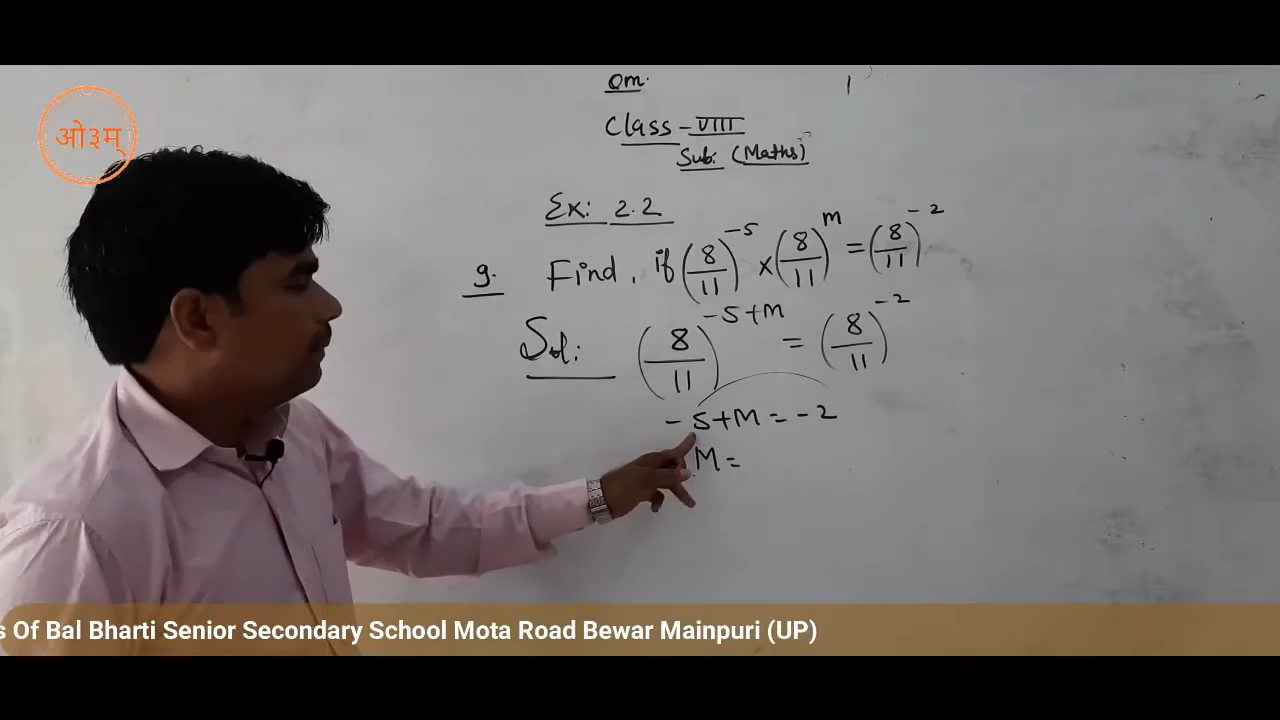 ओ३म्
om.
Class - VIII
Sub: (Maths)
Ex: 2.2
9. Find, if (8/11)^-5 × (8/11)^m = (8/11)^-2
Sol: (8/11)^-5+M = (8/11)^-2
-5+M = -2
M =
s Of Bal Bharti Senior Secondary School Mota Road Bewar Mainpuri (UP)